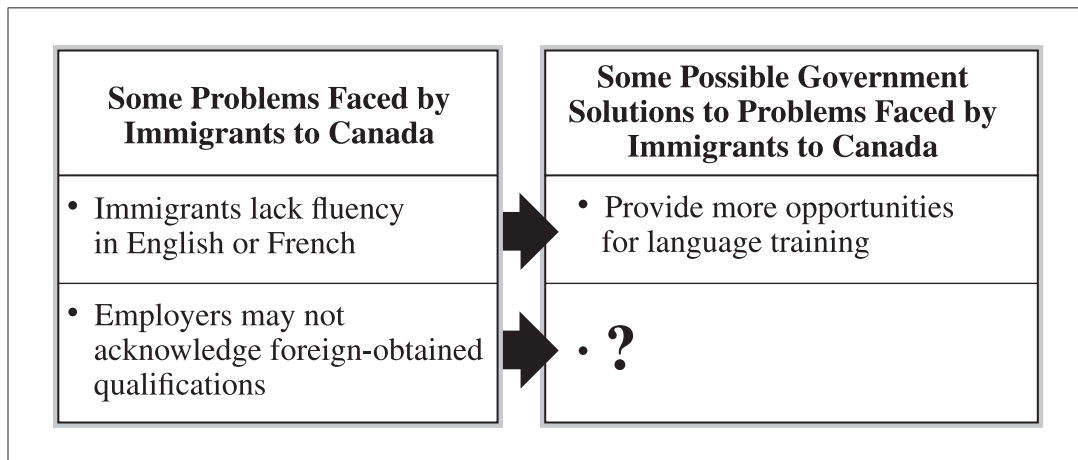 Some Problems Faced by
Immigrants to Canada
Some Possible Government
Solutions to Problems Faced by
Immigrants to Canada
• Immigrants lack fluency
in English or French
• Provide more opportunities
for language training
• Employers may not
acknowledge foreign-obtained
qualifications
• ?